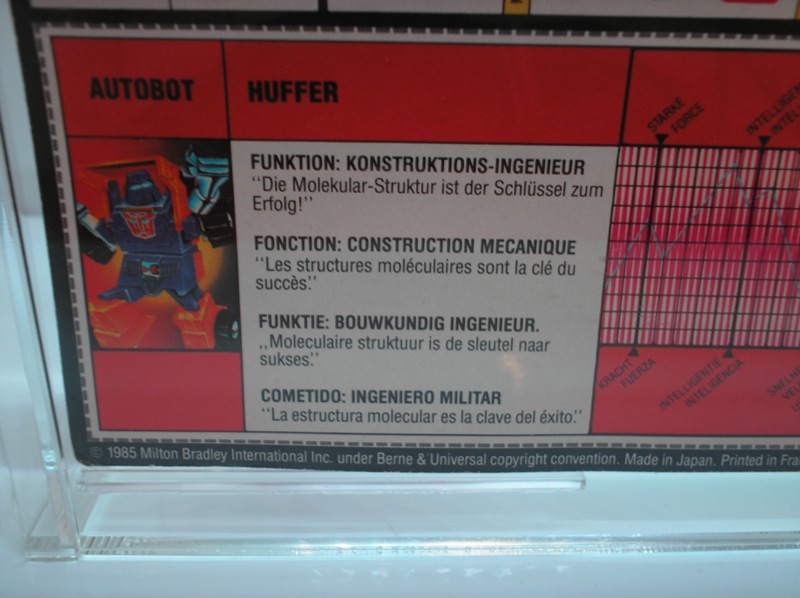 AUTOBOT
HUFFER
FUNKTION: KONSTRUKTIONS-INGENIEUR
"Die Molekular-Struktur ist der Schlüssel zum
Erfolg!"
FONCTION: CONSTRUCTION MECANIQUE
"Les structures moléculaires sont la clé du
succès."
FUNKTIE: BOUWKUNDIG INGENIEUR.
„Moleculaire struktuur is de sleutel naar
sukses."
COMETIDO: INGENIERO MILITAR
"La estructura molecular es la clave del éxito."
STÄRKE
FORCE
KRACHT
FUERZA
INTELLIGENTIE
INTELIGENCIA
© 1985 Milton Bradley International Inc. under Berne & Universal copyright convention. Made in Japan. Printed in